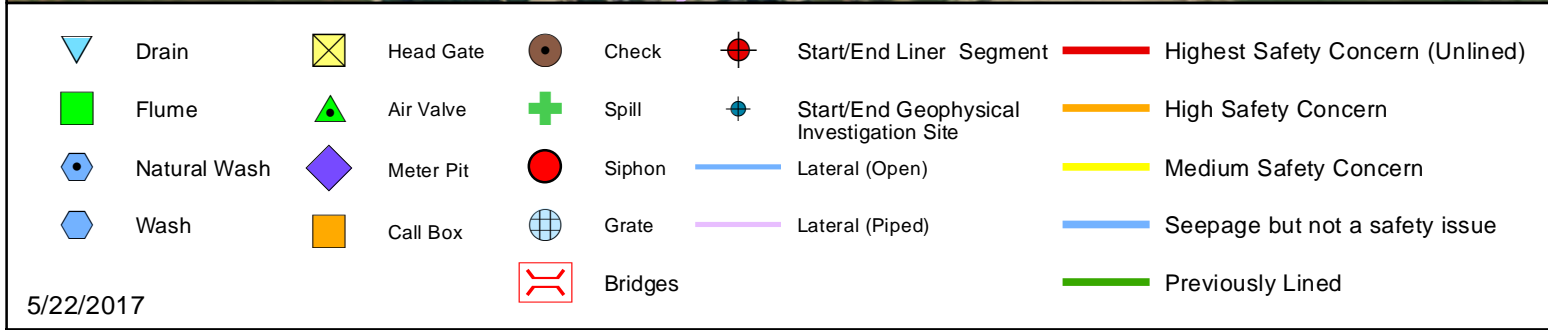 Drain
Flume
Natural Wash
Wash
Head Gate
Air Valve
Meter Pit
Call Box
Check
Spill
Siphon
Grate
Bridges
Start/End Liner Segment
Start/End Geophysical
Investigation Site
Lateral (Open)
Lateral (Piped)
Highest Safety Concern (Unlined)
High Safety Concern
Medium Safety Concern
Seepage but not a safety issue
Previously Lined
5/22/2017